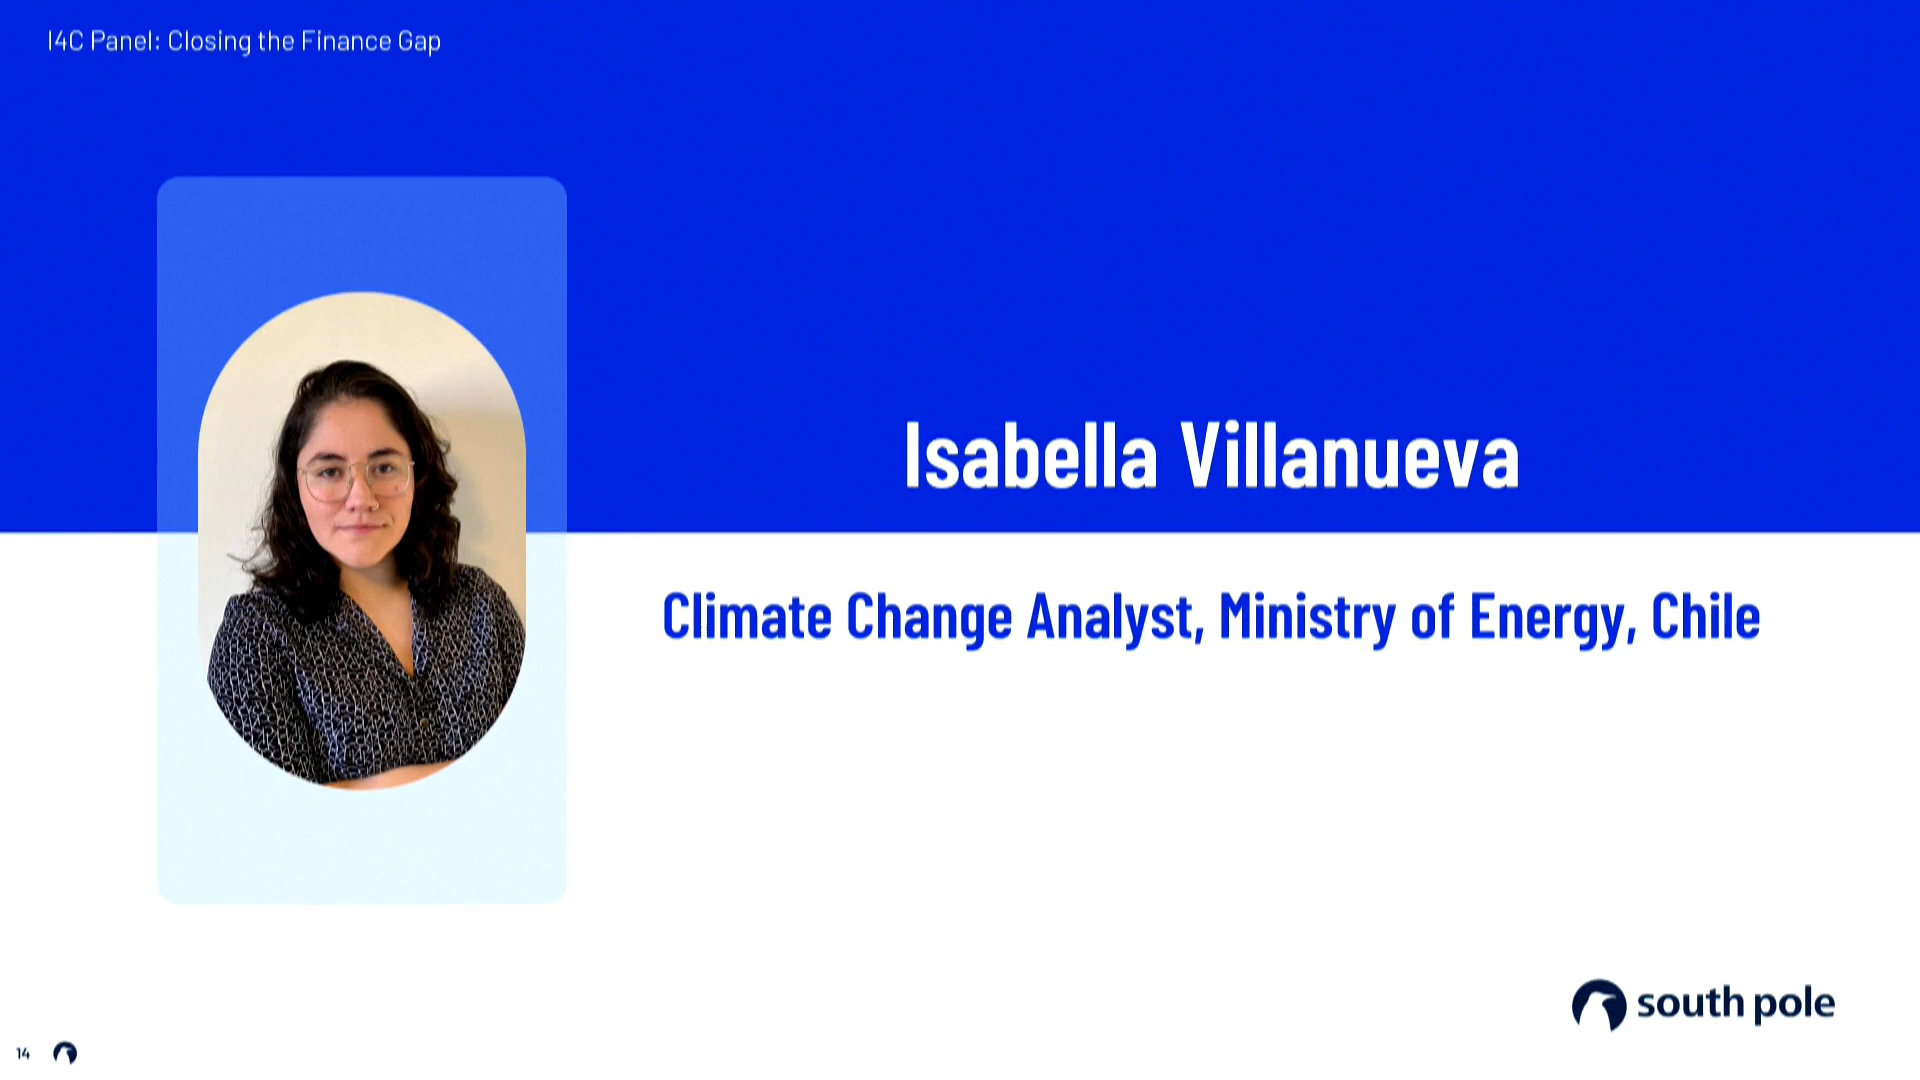 I4C Panel: Closing the Finance Gap
Isabella Villanueva
Climate Change Analyst, Ministry of Energy, Chile
south pole
14